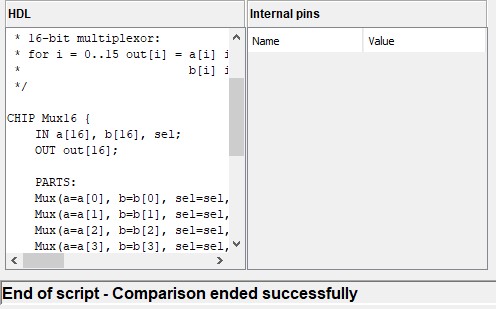 HDL
 * 16-bit multiplexor:
 * for i = 0..15 out[i] = a[i] i
 *                        b[i] i
 */
CHIP Mux16 {
    IN a[16], b[16], sel;
    OUT out[16];
    PARTS:
    Mux(a=a[0], b=b[0], sel=sel,
    Mux(a=a[1], b=b[1], sel=sel,
    Mux(a=a[2], b=b[2], sel=sel,
    Mux(a=a[3], b=b[3], sel=sel,
Internal pins
Name Value
End of script - Comparison ended successfully